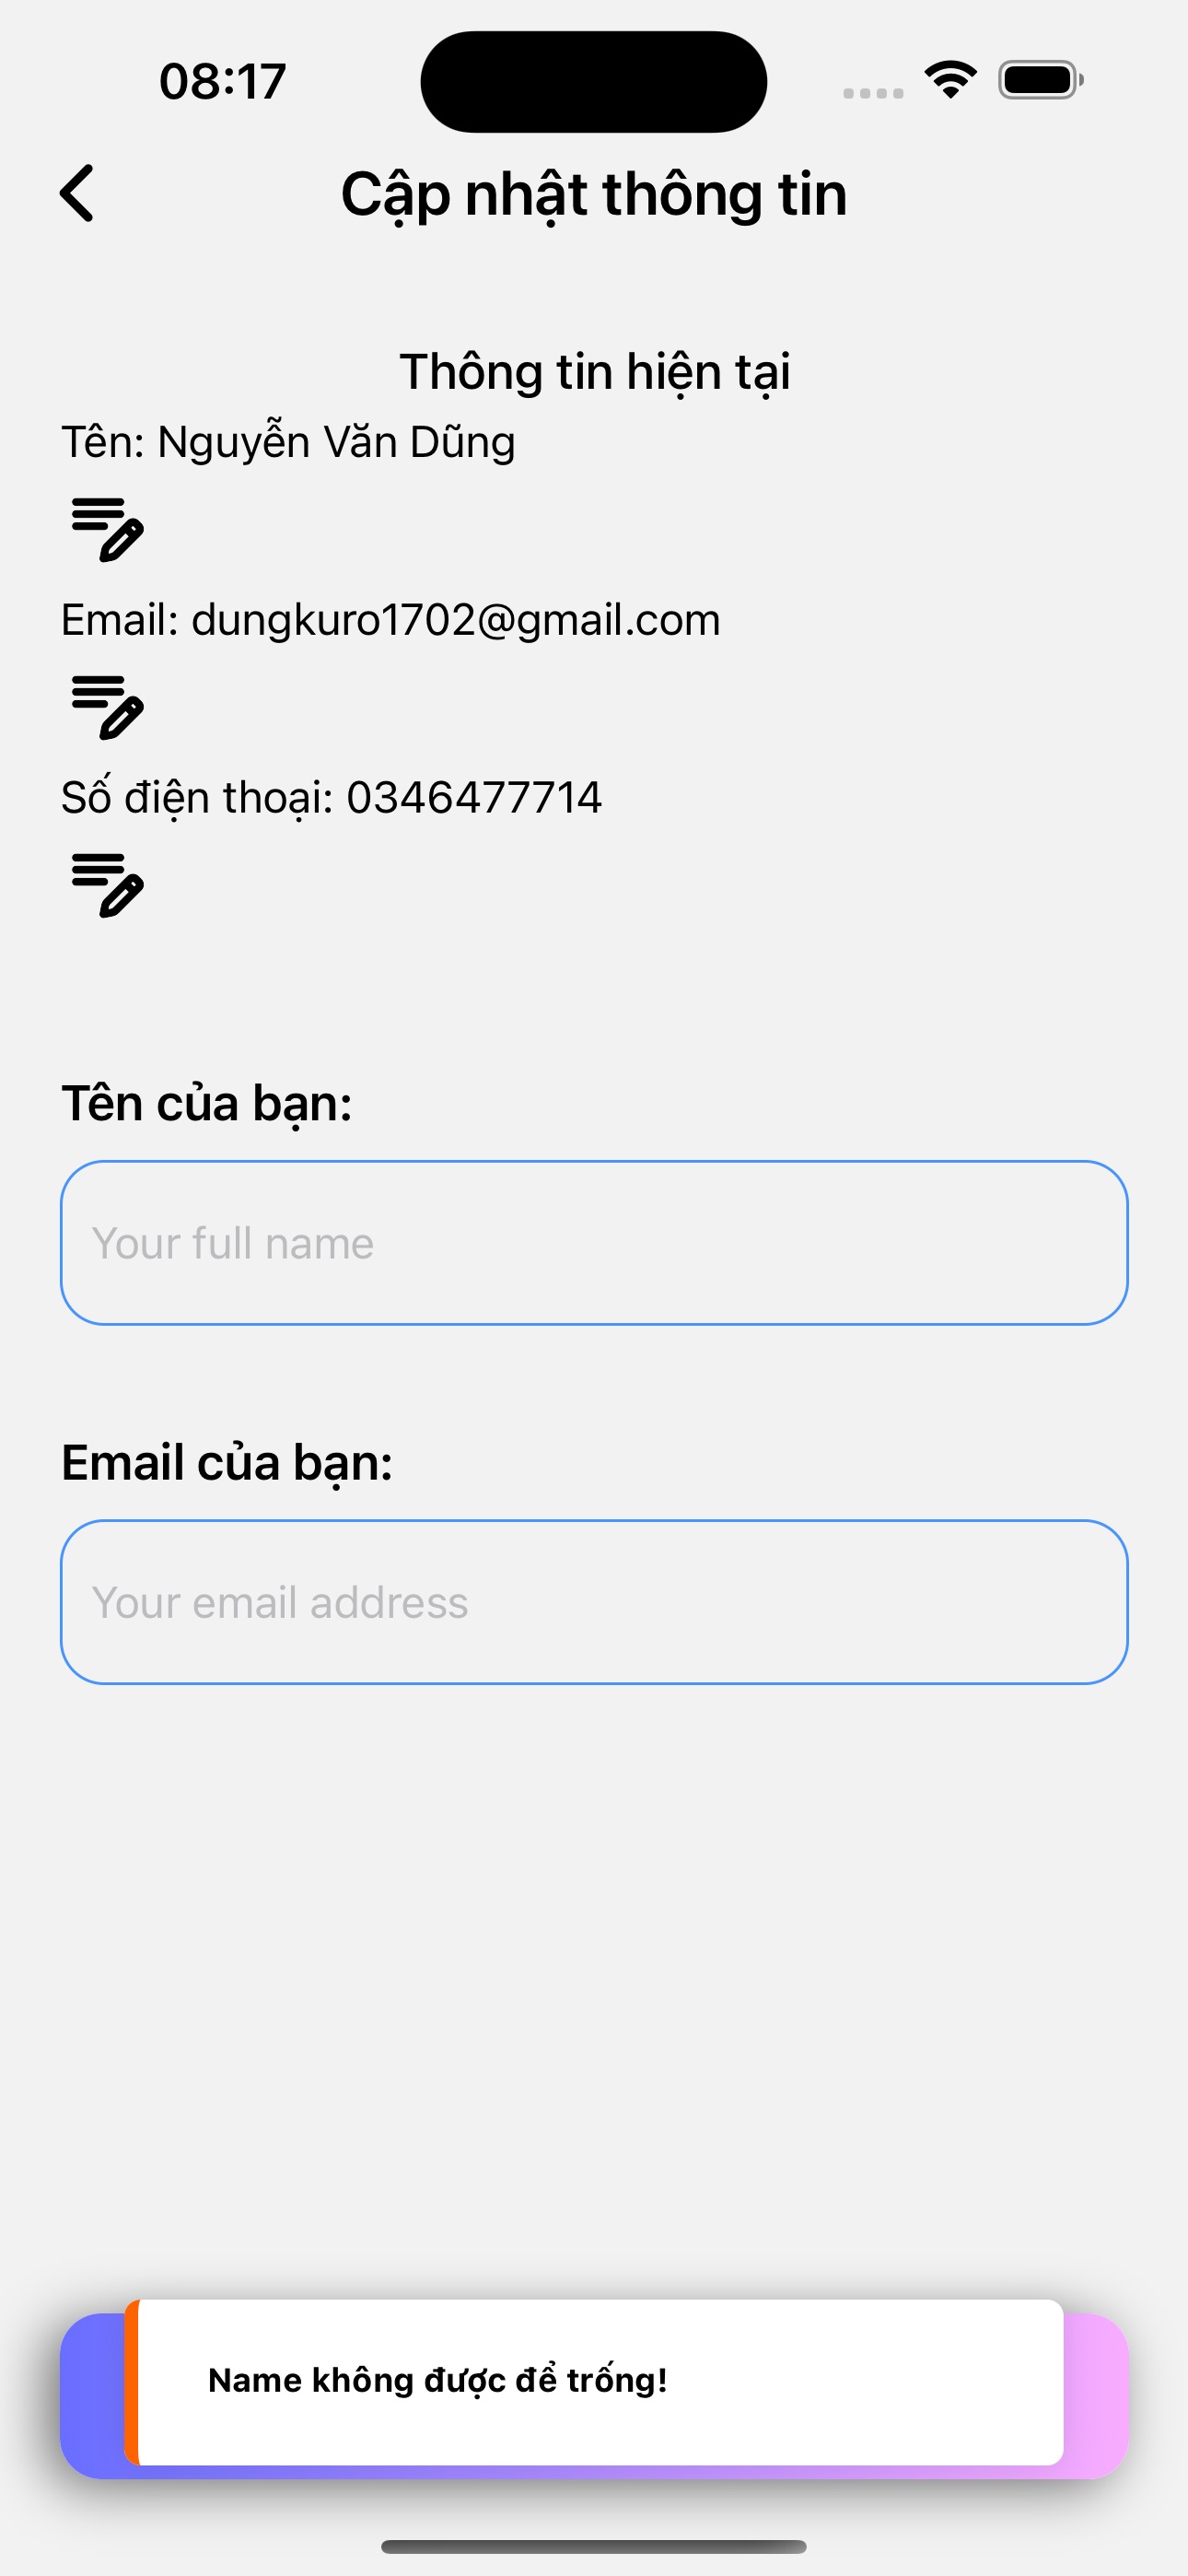 08:17
Cập nhật thông tin
Thông tin hiện tại
Tên: Nguyễn Văn Dũng
Email: dungkuro1702@gmail.com
Số điện thoại: 0346477714
Tên của bạn:
Your full name
Email của bạn:
Your email address
Name không được để trống!